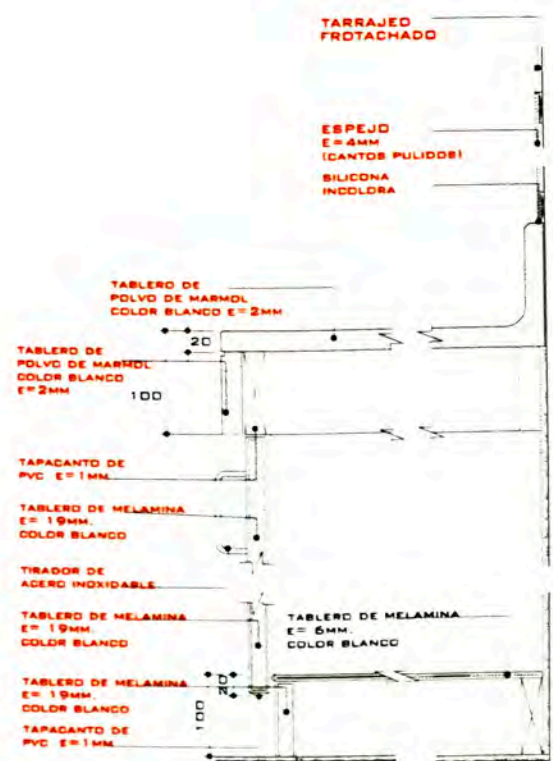 TARRAJEO
FROTACHADO
ESPEJO
E=4MM
(CANTOS PULIDOS)
SILICONA
INCOLORA
TABLERO DE
POLVO DE MARMOL
COLOR BLANCO E=2MM
20
TABLERO DE
POLVO DE MARMOL
COLOR BLANCO
E=2MM
100
TAPACANTO DE
PVC E=1MM
TABLERO DE MELAMINA
E= 19MM.
COLOR BLANCO
TIRADOR DE
ACERO INOXIDABLE
TABLERO DE MELAMINA
E= 19MM.
COLOR BLANCO
TABLERO DE MELAMINA
E= 6MM.
COLOR BLANCO
TABLERO DE MELAMINA
E= 19MM.
COLOR BLANCO
20
100
TAPACANTO DE
PVC E=1MM